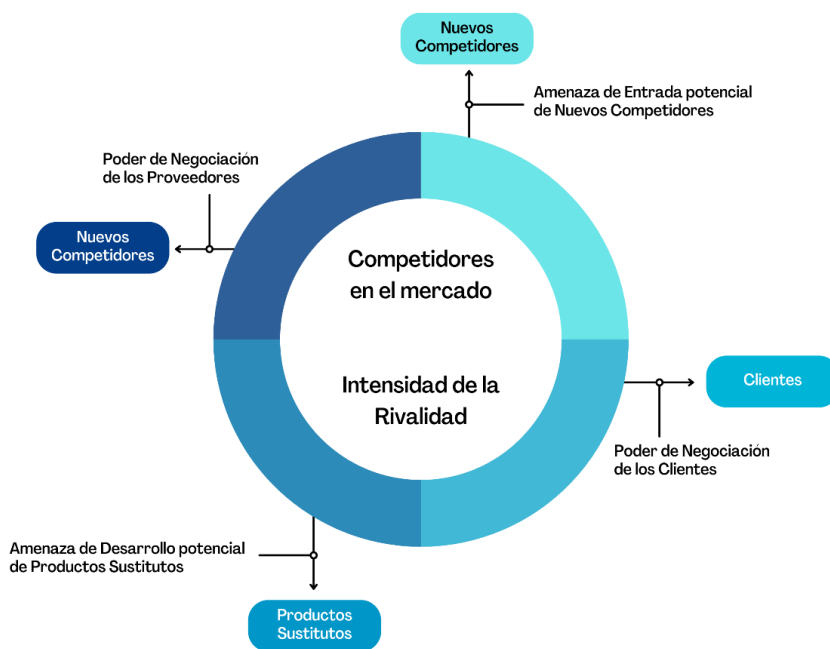 Nuevos
Competidores
Amenaza de Entrada potencial
de Nuevos Competidores
Poder de Negociación
de los Proveedores
Nuevos
Competidores
Competidores
en el mercado
Intensidad de la
Rivalidad
Clientes
Poder de Negociación
de los Clientes
Amenaza de Desarrollo potencial
de Productos Sustitutos
Productos
Sustitutos